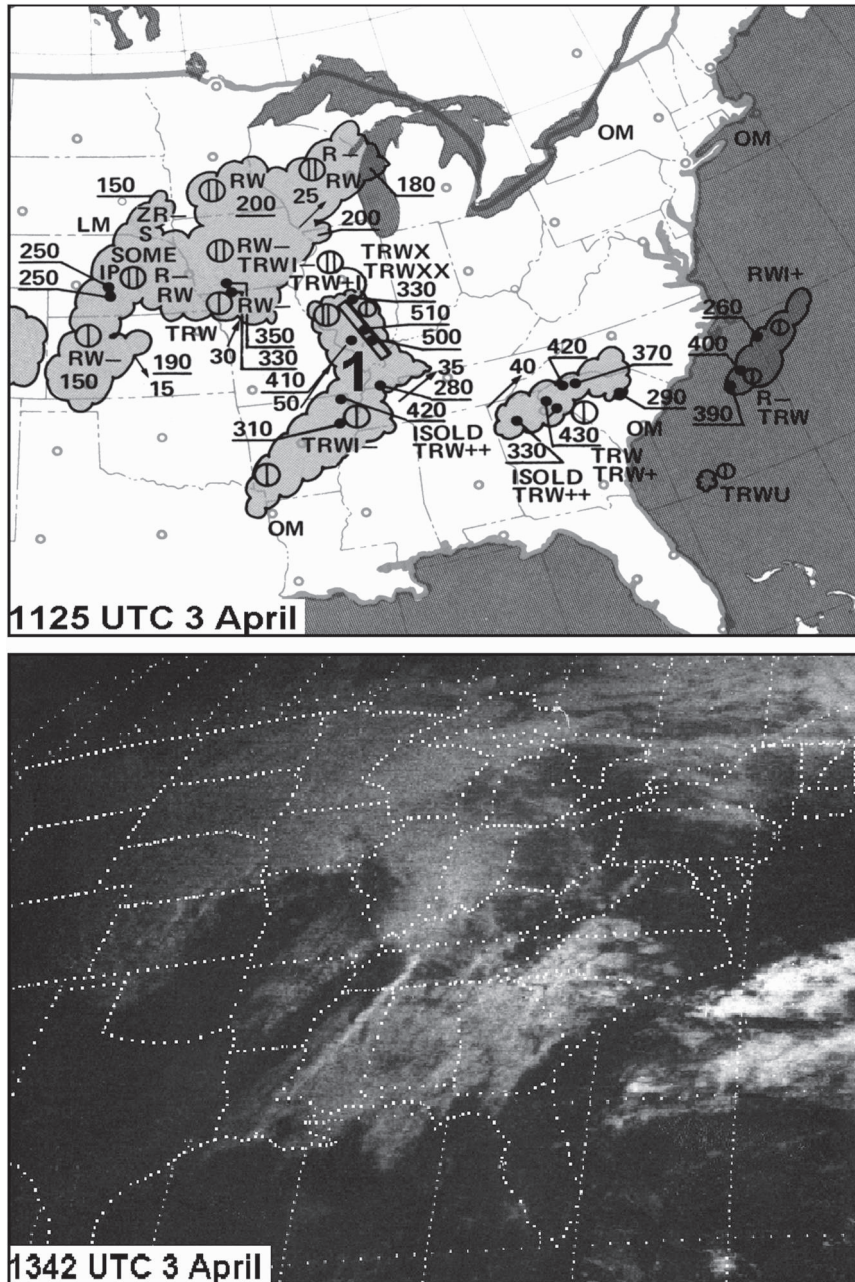 OM
OM
R-
RW
RW
200
25
180
150
ZR-
S-
LM
SOME
IP
R-
RW
200
RW-
TRWI-
TRWX
TRWXX
TRW+I
250
250
RW-
TRW
330
510
500
350
330
30
RW-
150
190
15
410
50
1
35
280
420
310
TRWI-
ISOLD
TRW++
OM
40
420
370
290
OM
430
330
TRW
TRW+
ISOLD
TRW++
RWI+
260
400
390
R-
TRW
TRWU
1125 UTC 3 April
1342 UTC 3 April